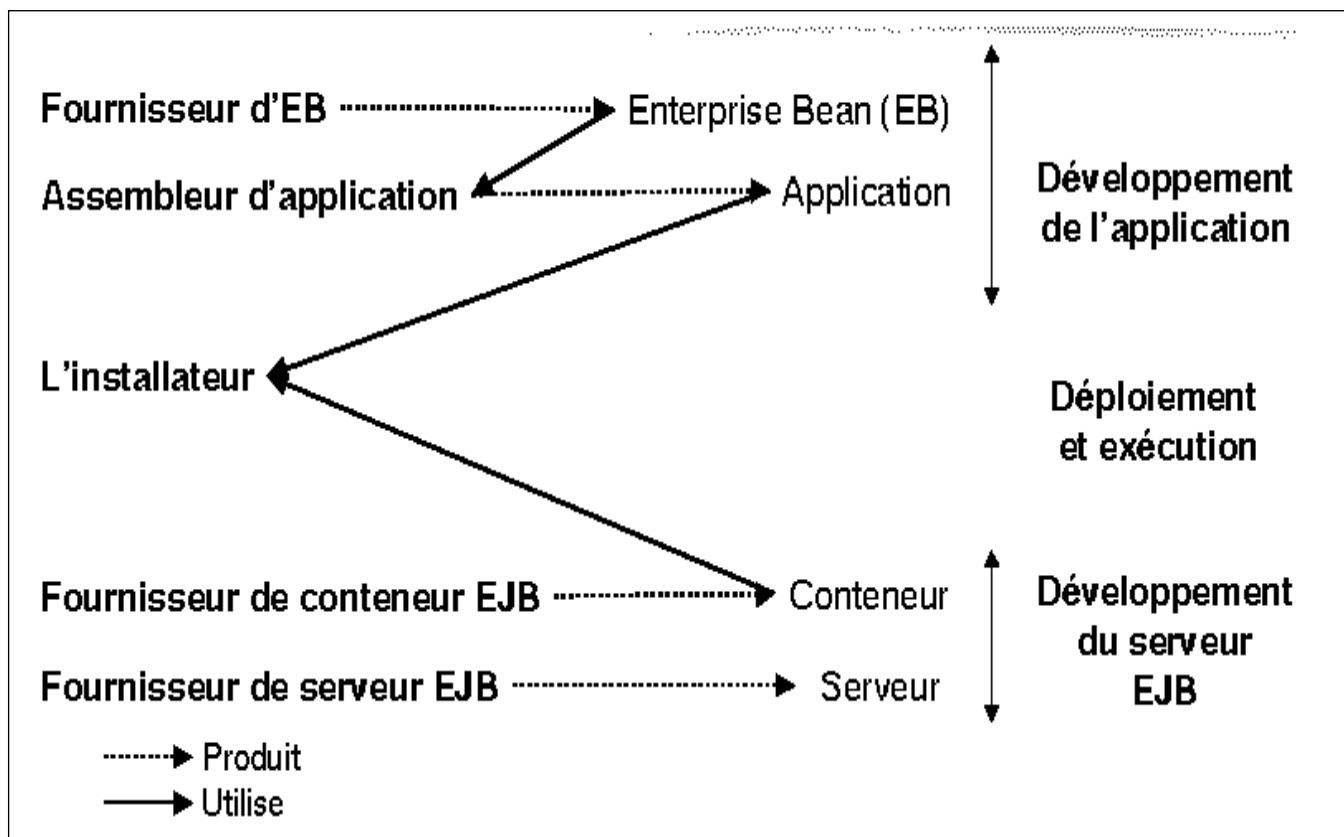 Fournisseur d'EB
Enterprise Bean (EB)
Assembleur d'application
Application
Développement
de l'application
L'installateur
Déploiement
et exécution
Fournisseur de conteneur EJB
Conteneur
Fournisseur de serveur EJB
Serveur
Développement
du serveur
EJB
Produit
Utilise